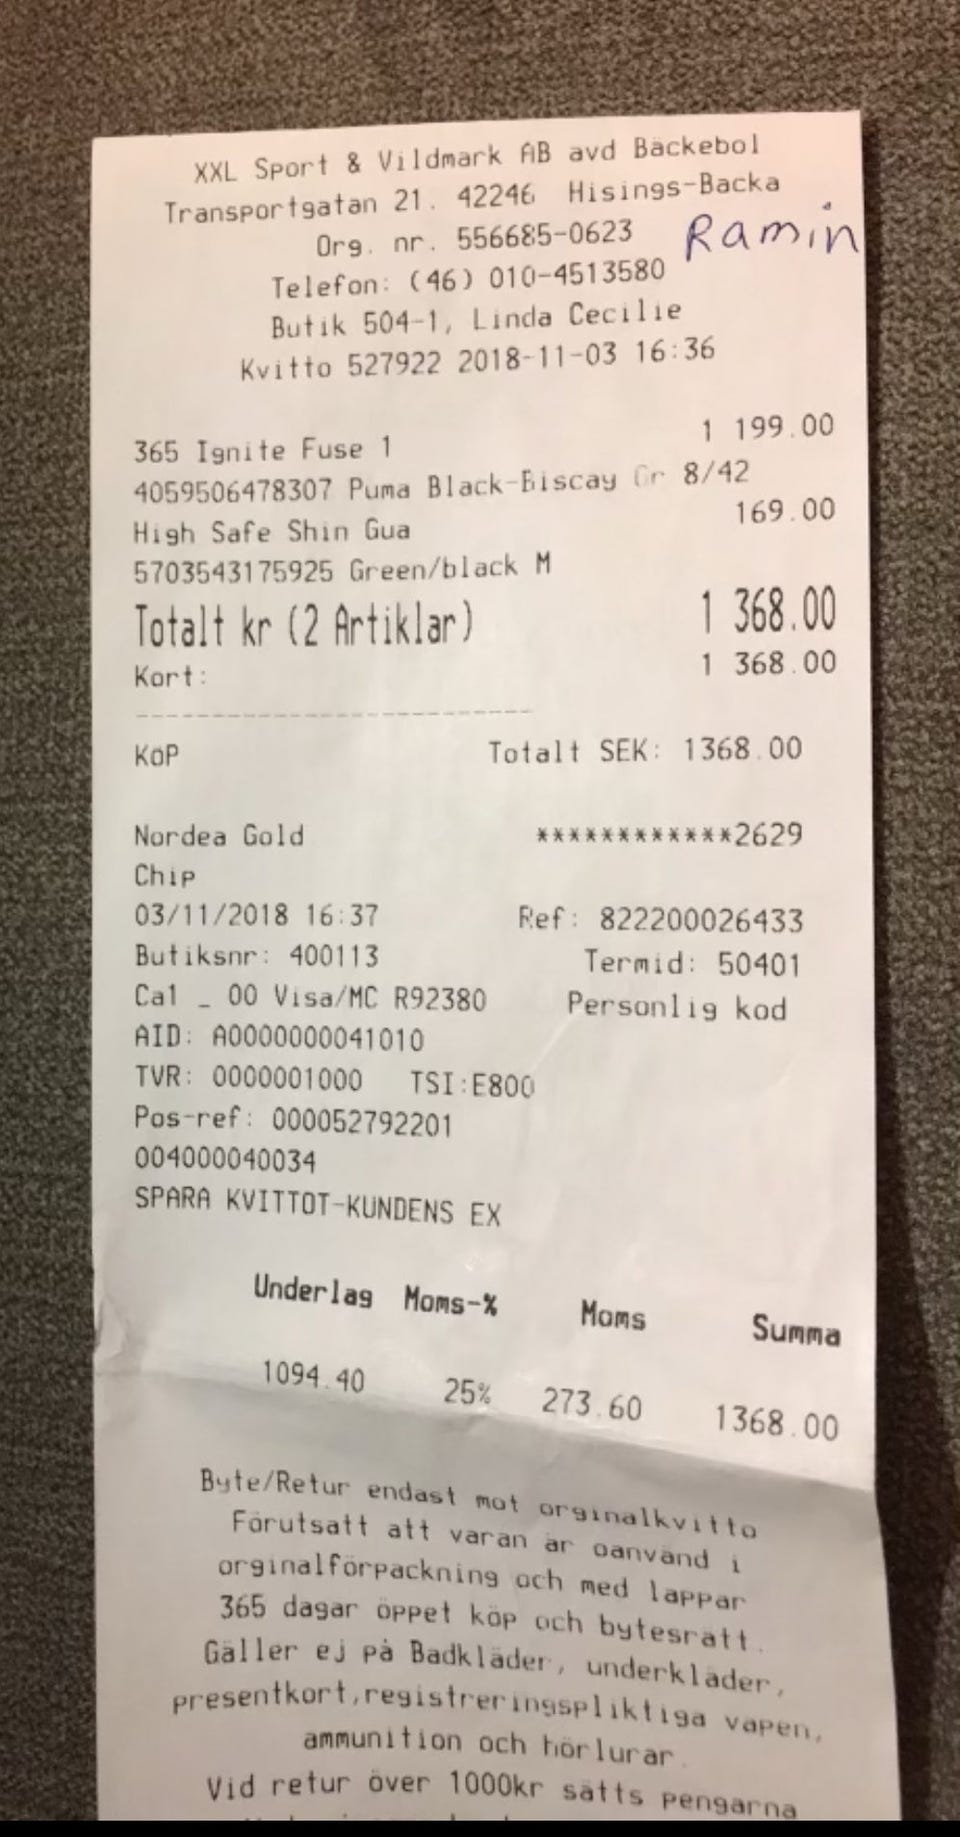 XXL Sport & Vildmark AB avd Bäckebol
Transportgatan 21. 42246 Hisings-Backa
Org. nr. 556685-0623
Ramin
Telefon: (46) 010-4513580
Butik 504-1, Linda Cecilie
Kvitto 527922 2018-11-03 16:36
365 Ignite Fuse 1 1 199.00
4059506478307 Puma Black-Biscay Gr 8/42
High Safe Shin Gua 169.00
5703543175925 Green/black M
Totalt kr (2 Artiklar) 1 368.00
Kort: 1 368.00
KöP Totalt SEK: 1368.00
Nordea Gold ************2629
Chip
03/11/2018 16:37 Ref: 822200026433
Butiksnr: 400113 Termid: 50401
Ca1 _ 00 Visa/MC R92380 Personlig kod
AID: A0000000041010
TVR: 0000001000 TSI:E800
Pos-ref: 000052792201
004000040034
SPARA KVITTOT-KUNDENS EX
Underlag Moms-% Moms Summa
1094.40 25% 273.60 1368.00
Byte/Retur endast mot orginalkvitto
Förutsatt att varan är oanvänd i
orginalförpackning och med lappar
365 dagar öppet köp och bytesrätt.
Gäller ej på Badkläder, underkläder,
presentkort,registreringspliktiga vapen,
ammunition och hörlurar.
Vid retur över 1000kr sätts pengarna